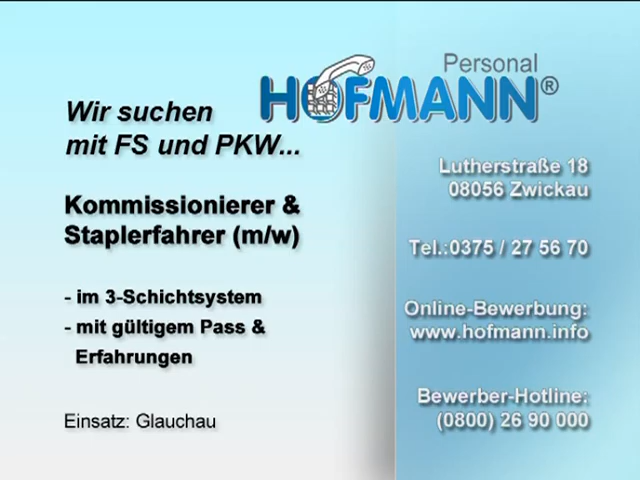 Personal
HOFMANN®
Wir suchen
mit FS und PKW...
Kommissionierer &
Staplerfahrer (m/w)
- im 3-Schichtsystem
- mit gültigem Pass &
Erfahrungen
Einsatz: Glauchau
Lutherstraße 18
08056 Zwickau
Tel.:0375 / 27 56 70
Online-Bewerbung:
www.hofmann.info
Bewerber-Hotline:
(0800) 26 90 000